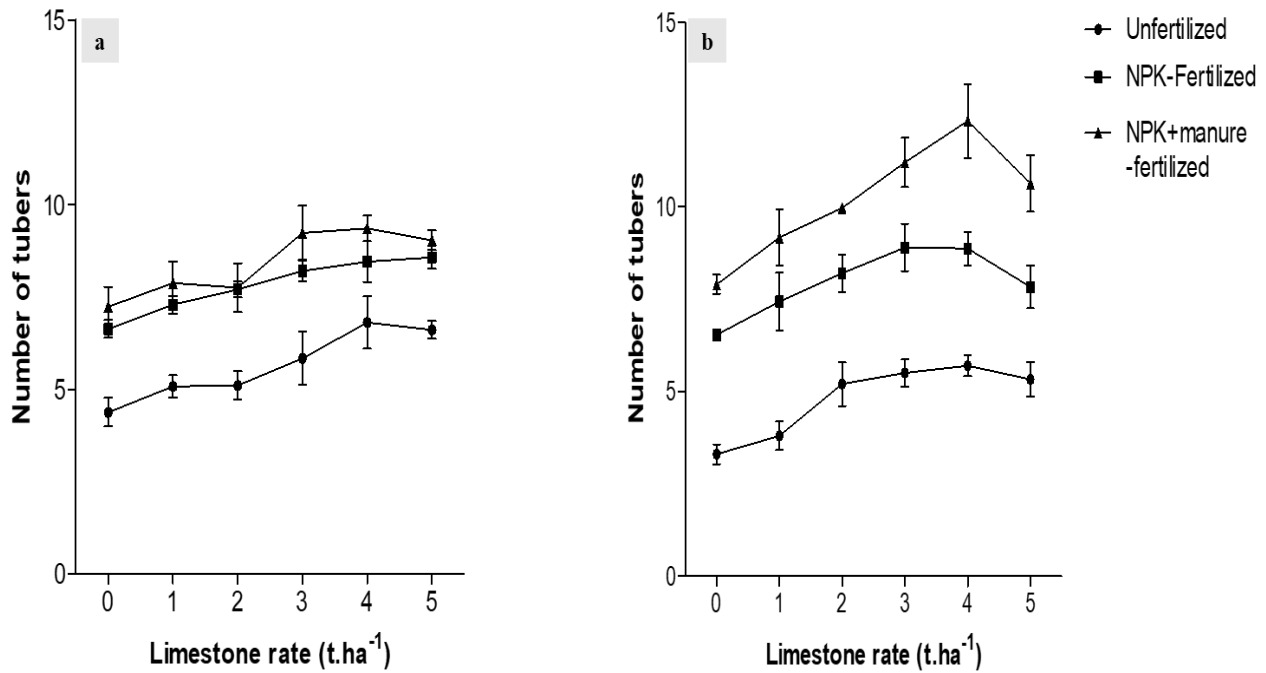 a
15
10
5
0
Number of tubers
0 1 2 3 4 5
Limestone rate (t.ha⁻¹)
b
15
10
5
0
Number of tubers
0 1 2 3 4 5
Limestone rate (t.ha⁻¹)
Unfertilized
NPK-Fertilized
NPK+manure
-fertilized